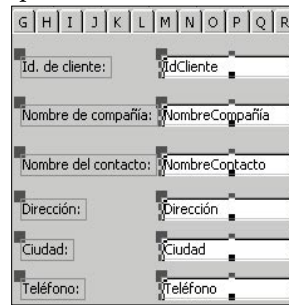 G H I J K L M N O P Q R
Id. de cliente: IdCliente
Nombre de compañía: NombreCompañía
Nombre del contacto: NombreContacto
Dirección: Dirección
Ciudad: Ciudad
Teléfono: Teléfono